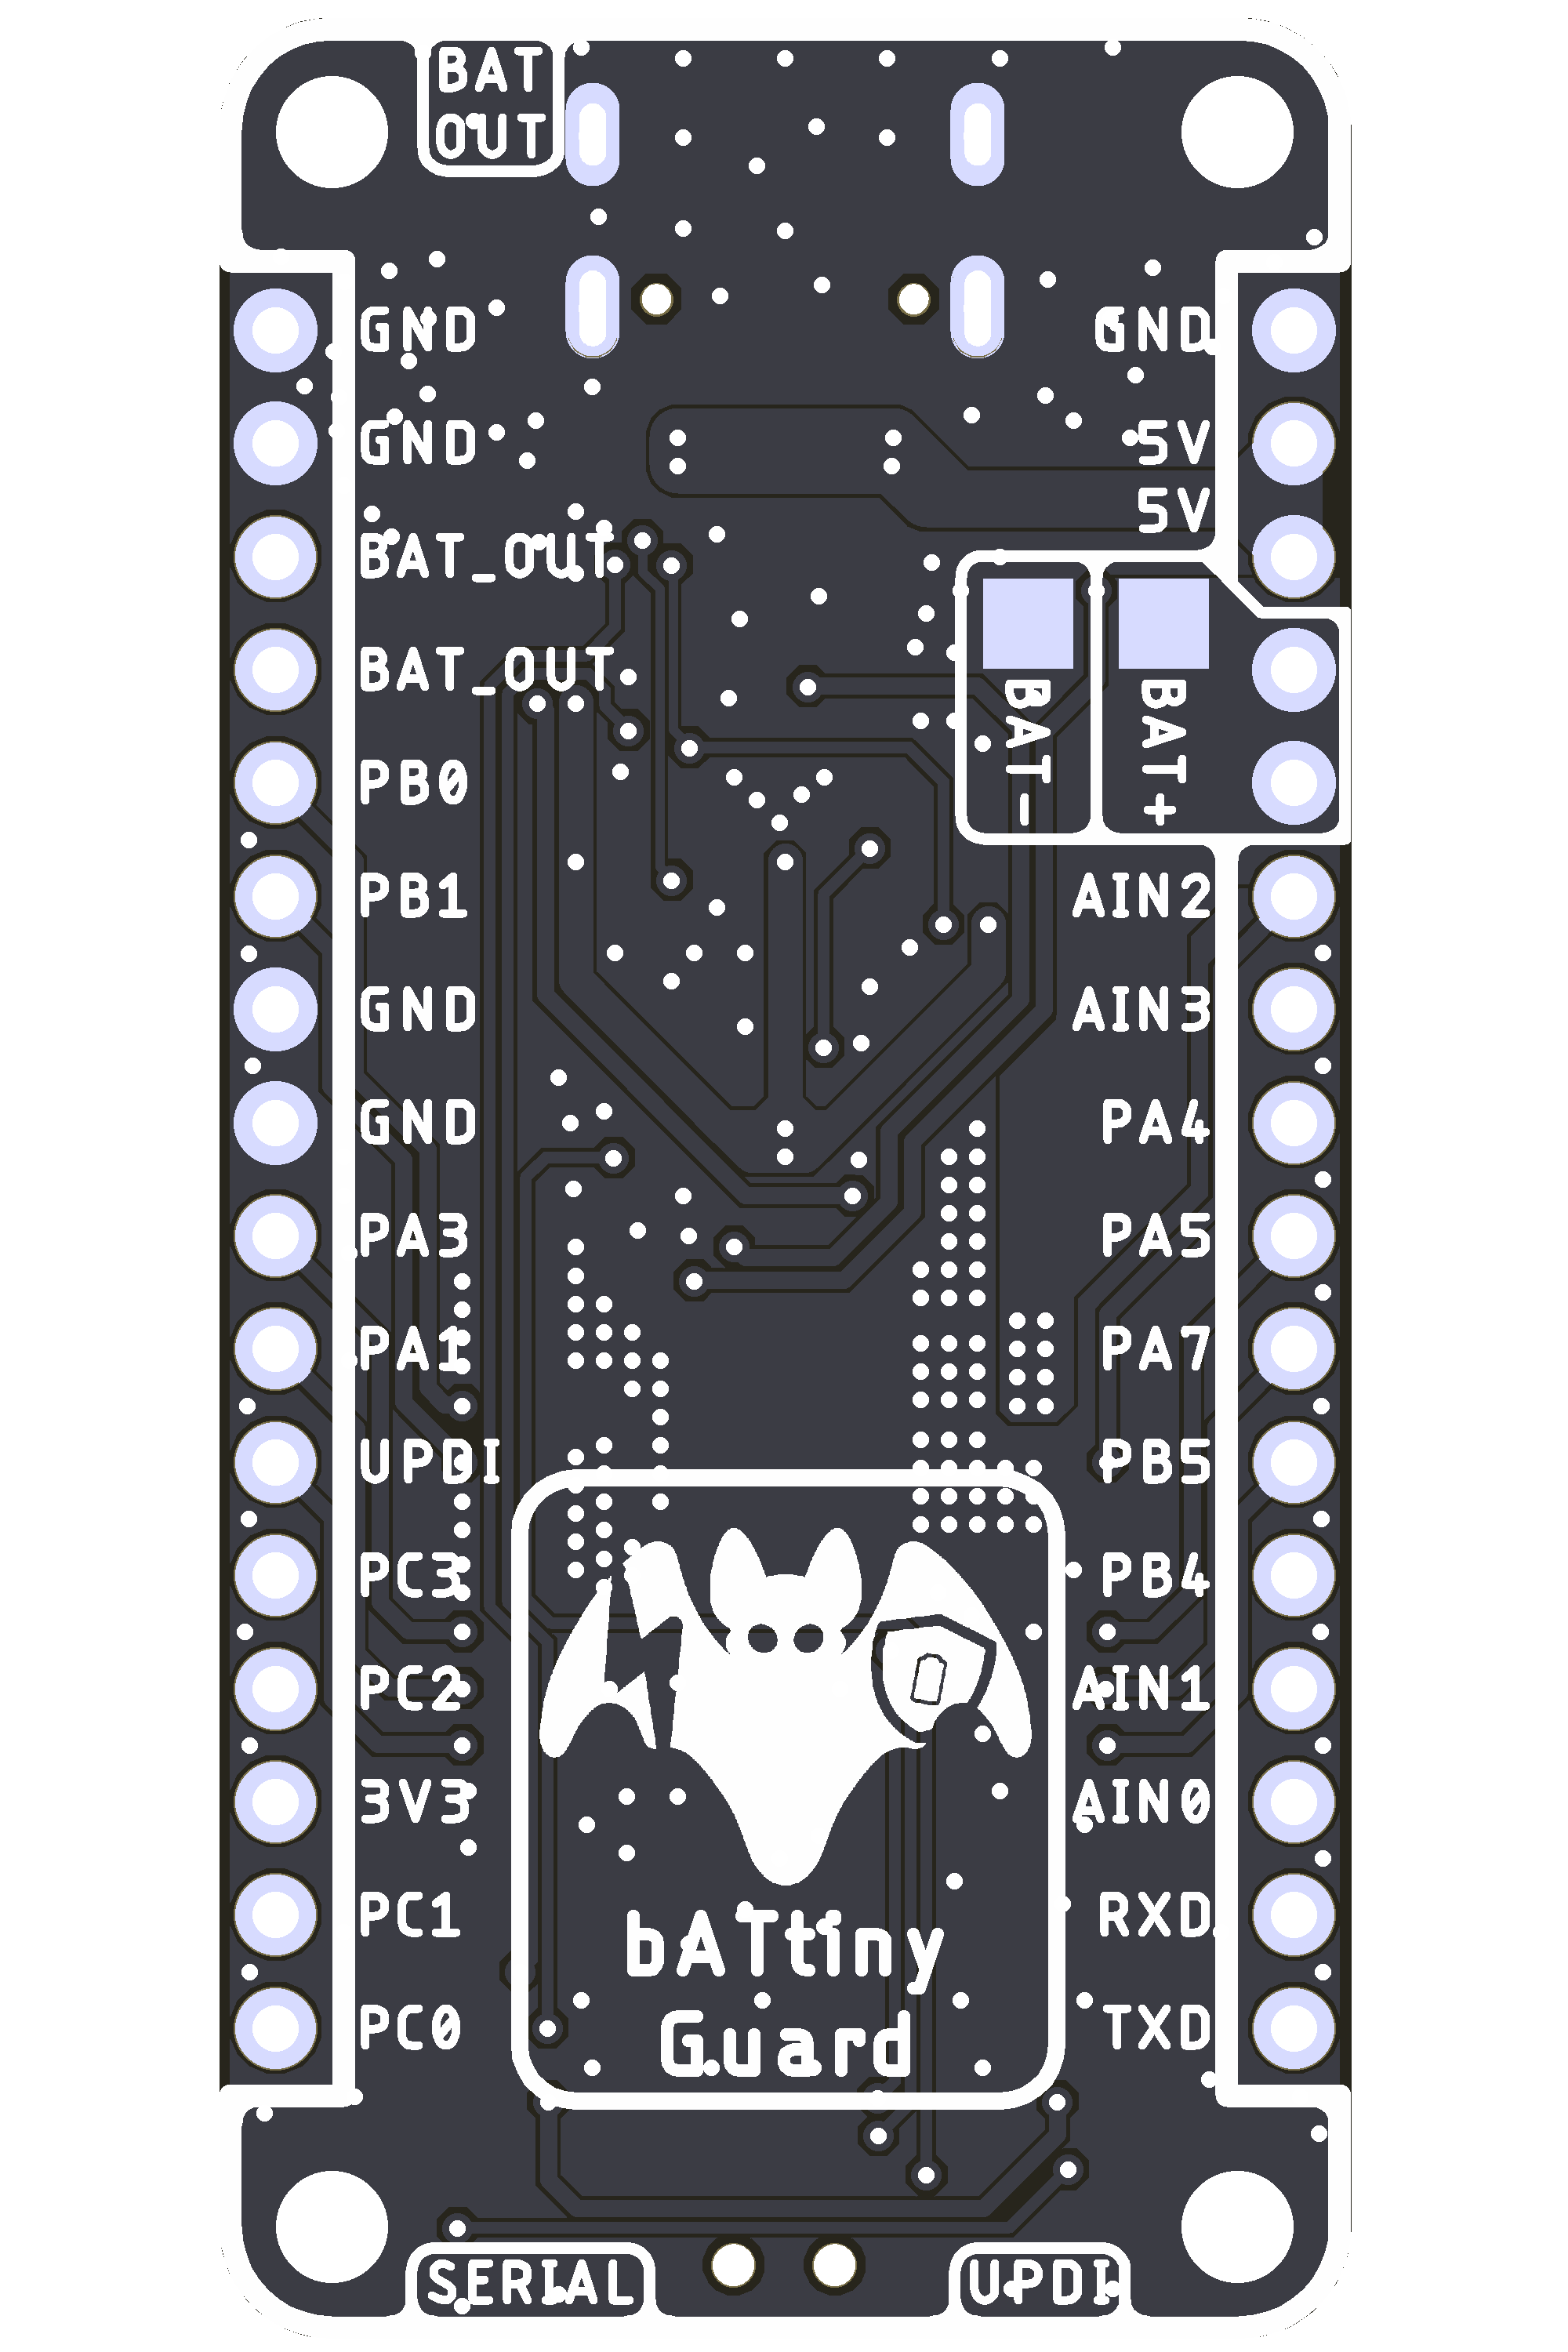 BAT
OUT
GND
GND
BAT_OUT
BAT_OUT
PB0
PB1
GND
GND
PA3
PA1
UPDI
PC3
PC2
3V3
PC1
PC0
GND
5V
5V
BAT-
BAT+
AIN2
AIN3
PA4
PA5
PA7
PB5
PB4
AIN1
AIN0
RXD
TXD
bATtiny
Guard
SERIAL
UPDI